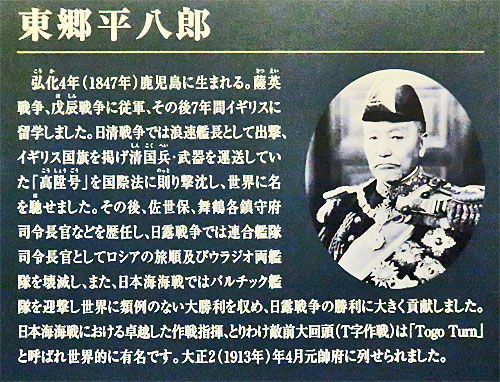 東郷平八郎
弘化4年（1847年）鹿児島に生まれる。薩英
戦争、戊辰戦争に従軍、その後7年間イギリスに
留学しました。日清戦争では浪速艦長として出撃、
イギリス国旗を掲げ清国兵・武器を運送してい
た「高陞号」を国際法に則り撃沈し、世界に名
を馳せました。その後、佐世保、舞鶴各鎮守府
司令長官などを歴任し、日露戦争では連合艦隊
司令長官としてロシアの旅順及びウラジオ両艦
隊を壊滅し、また、日本海海戦ではバルチック艦
隊を迎撃し世界に類例のない大勝利を収め、日露戦争の勝利に大きく貢献しました。
日本海海戦における卓越した作戦指揮、とりわけ敵前大回頭（T字作戦）は「Togo Turn」
と呼ばれ世界的に有名です。大正2（1913年）年4月元帥府に列せられました。